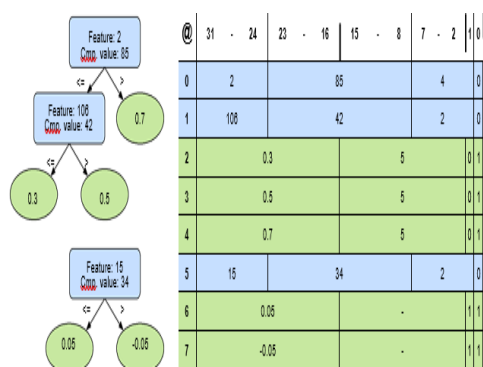 Feature: 2
Cmp. value: 85
<= >
Feature: 106
Cmp. value: 42
0.7
<= >
0.3 0.5
Feature: 15
Cmp. value: 34
<= >
0.05 -0.05
@ 31 - 24 23 - 16 15 - 8 7 - 2 1 0
0 2 85 4 0
1 106 42 2 0
2 0.3 5 0 1
3 0.5 5 0 1
4 0.7 5 0 1
5 15 34 2 0
6 0.05 - 1 1
7 -0.05 - 1 1